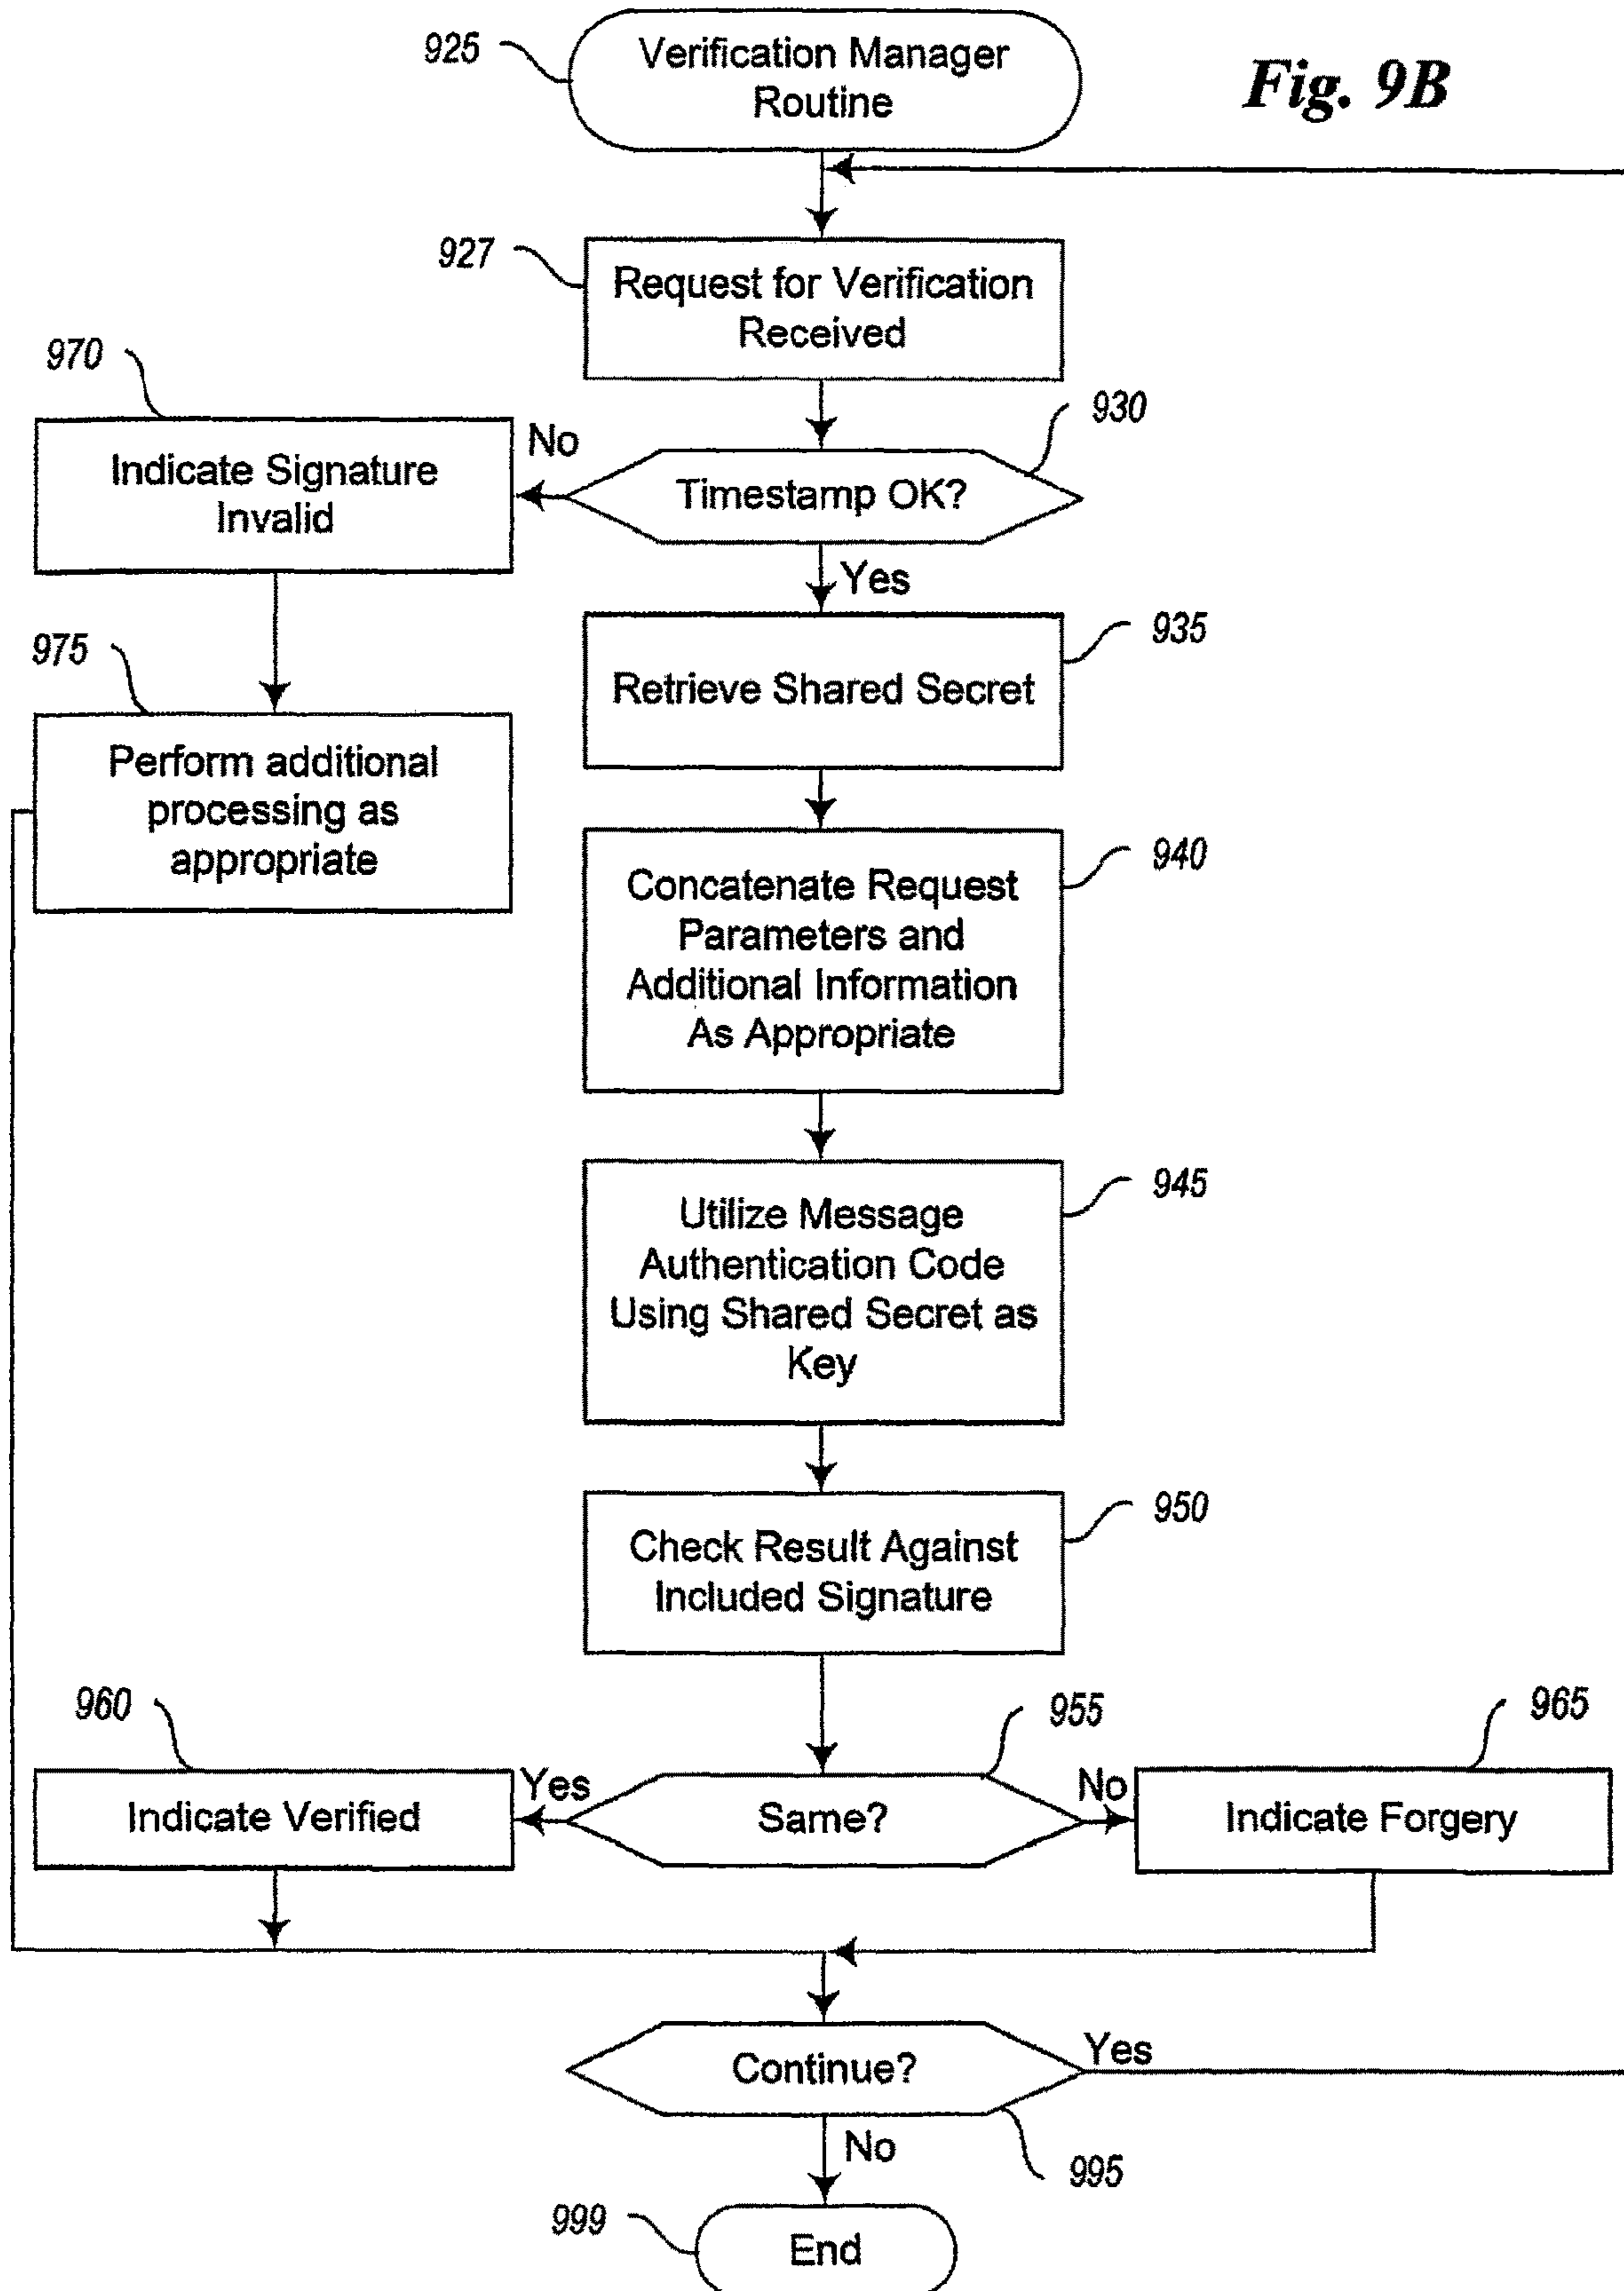 925
Verification Manager
Routine
Fig. 9B
927
Request for Verification
Received
970
Indicate Signature
Invalid
No
930
Timestamp OK?
Yes
975
Perform additional
processing as
appropriate
935
Retrieve Shared Secret
940
Concatenate Request
Parameters and
Additional Information
As Appropriate
945
Utilize Message
Authentication Code
Using Shared Secret as
Key
950
Check Result Against
Included Signature
960
Indicate Verified
Yes
955
Same?
No
965
Indicate Forgery
Continue?
Yes
995
No
999
End